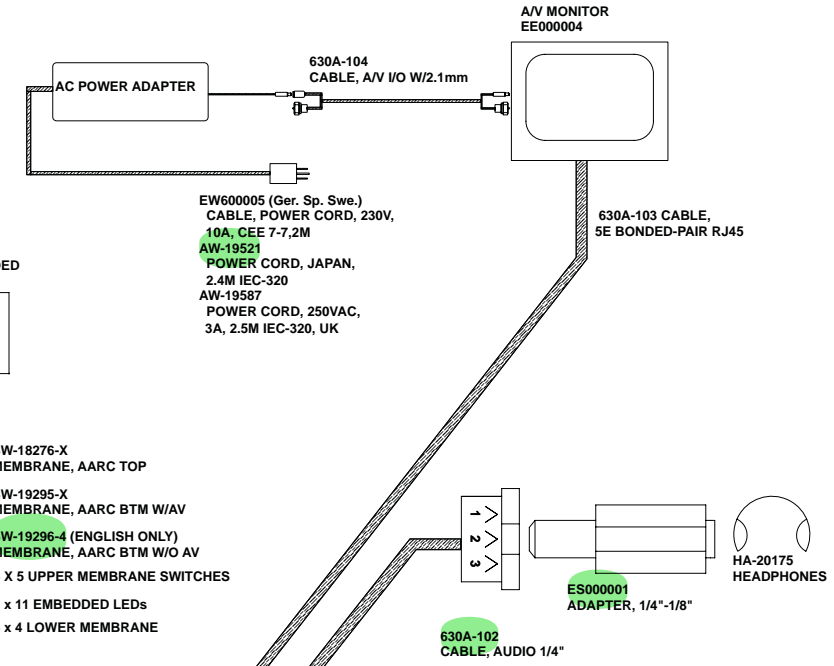 A/V MONITOR
EE000004
630A-104
CABLE, A/V I/O W/2.1mm
AC POWER ADAPTER
EW600005 (Ger. Sp. Swe.)
CABLE, POWER CORD, 230V,
10A, CEE 7-7,2M
AW-19521
POWER CORD, JAPAN,
2.4M IEC-320
AW-19587
POWER CORD, 250VAC,
3A, 2.5M IEC-320, UK
630A-103 CABLE,
5E BONDED-PAIR RJ45
ED
W-18276-X
MEMBRANE, AARC TOP
W-19295-X
MEMBRANE, AARC BTM W/AV
W-19296-4 (ENGLISH ONLY)
MEMBRANE, AARC BTM W/O AV
X 5 UPPER MEMBRANE SWITCHES
x 11 EMBEDDED LEDs
x 4 LOWER MEMBRANE
1
2
3
HA-20175
HEADPHONES
ES000001
ADAPTER, 1/4"-1/8"
630A-102
CABLE, AUDIO 1/4"